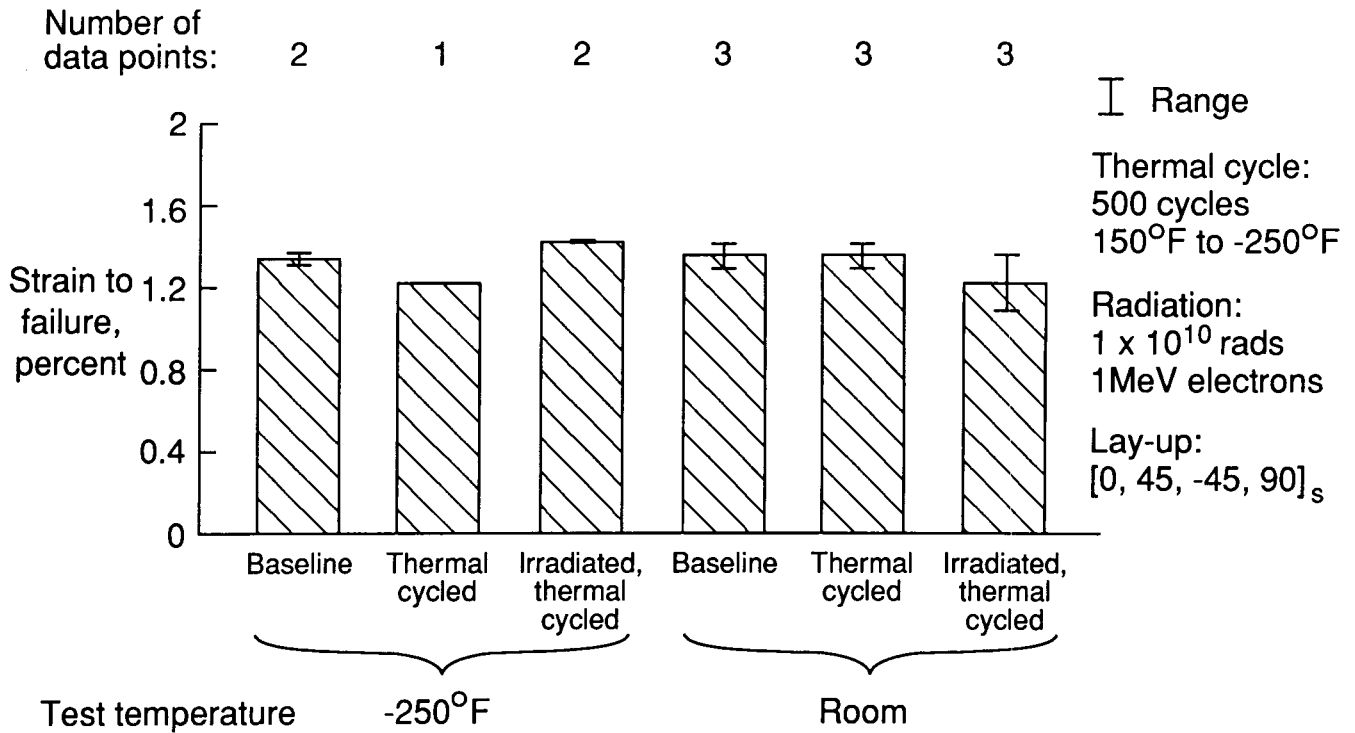 Number of
data points: 2 1 2 3 3 3
Range
Thermal cycle:
500 cycles
150°F to -250°F
Radiation:
1 x 10^10 rads
1MeV electrons
Lay-up:
[0, 45, -45, 90]s
Strain to
failure,
percent
2
1.6
1.2
0.8
0.4
0
Baseline
Thermal
cycled
Irradiated,
thermal
cycled
Baseline
Thermal
cycled
Irradiated,
thermal
cycled
Test temperature -250°F Room